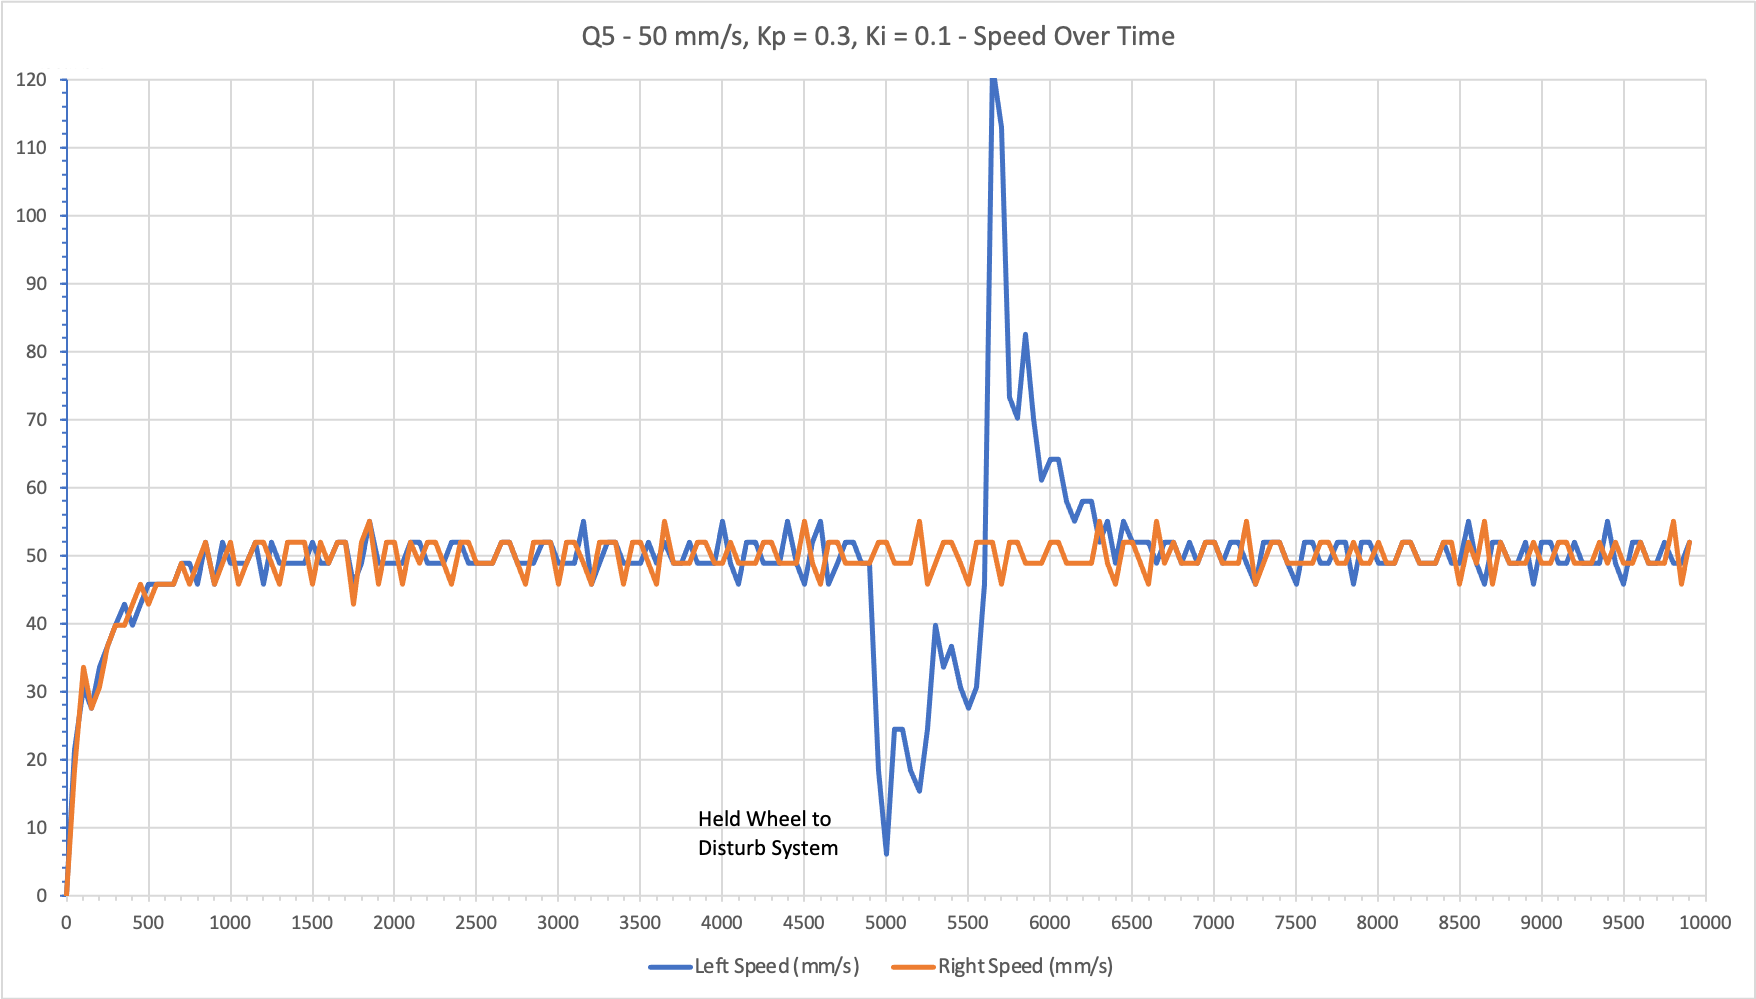 Q5 - 50 mm/s, Kp = 0.3, Ki = 0.1 - Speed Over Time
120
110
100
90
80
70
60
50
40
30
20
10
0
Held Wheel to
Disturb System
0 500 1000 1500 2000 2500 3000 3500 4000 4500 5000 5500 6000 6500 7000 7500 8000 8500 9000 9500 10000
Left Speed (mm/s) Right Speed (mm/s)